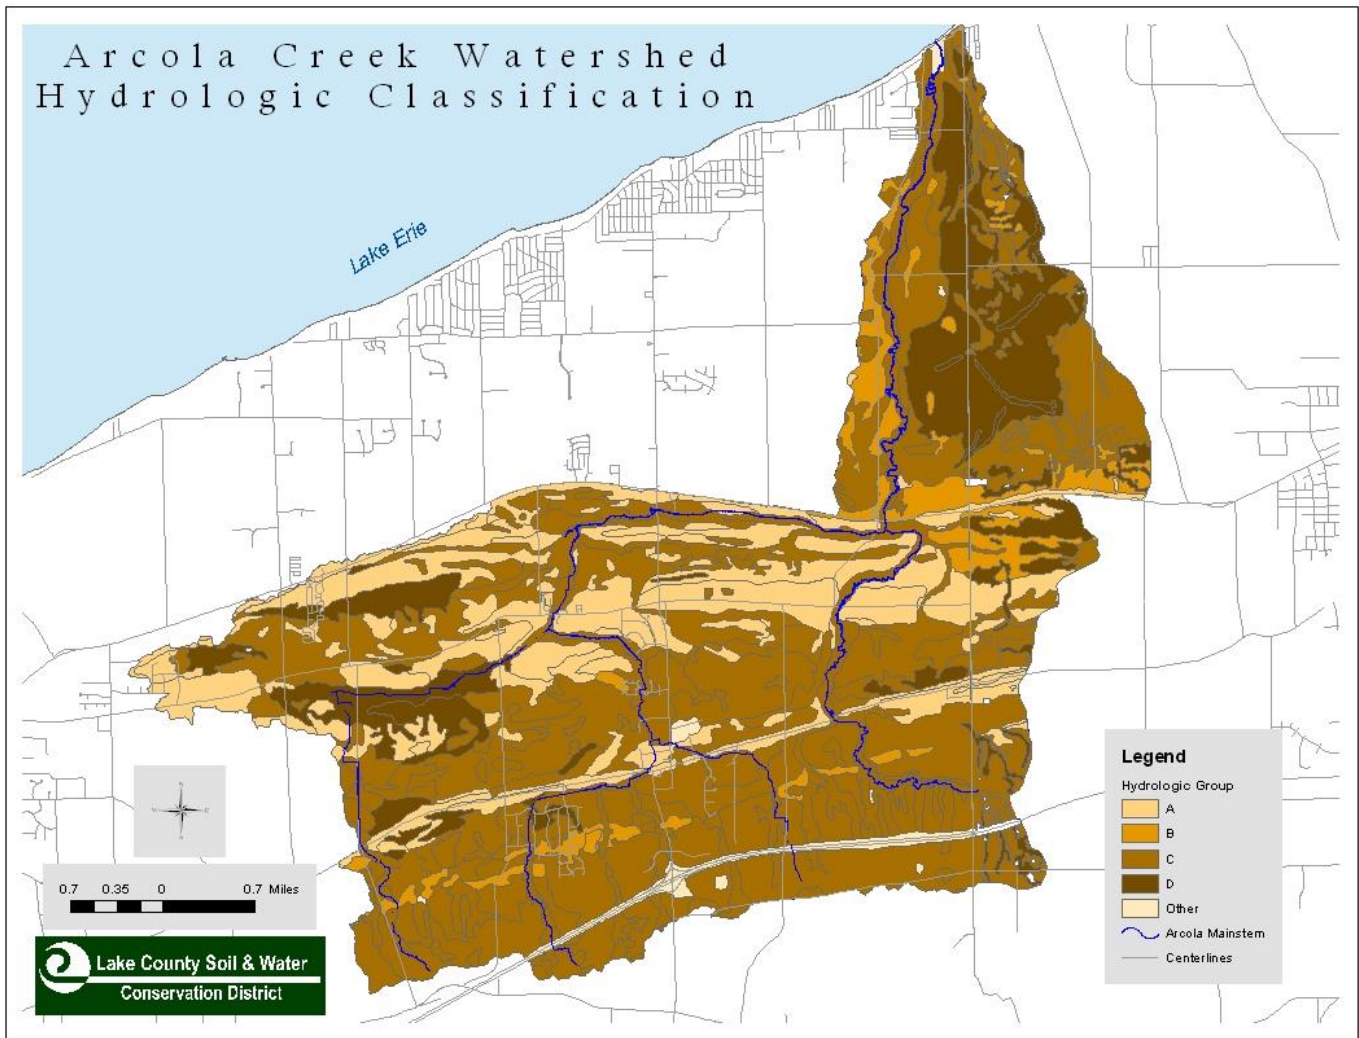 Arcola Creek Watershed
Hydrologic Classification
Lake Erie
Legend
Hydrologic Group
A
B
C
D
Other
Arcola Mainstem
Centerlines
0.7 0.35 0 0.7 Miles
Lake County Soil & Water
Conservation District